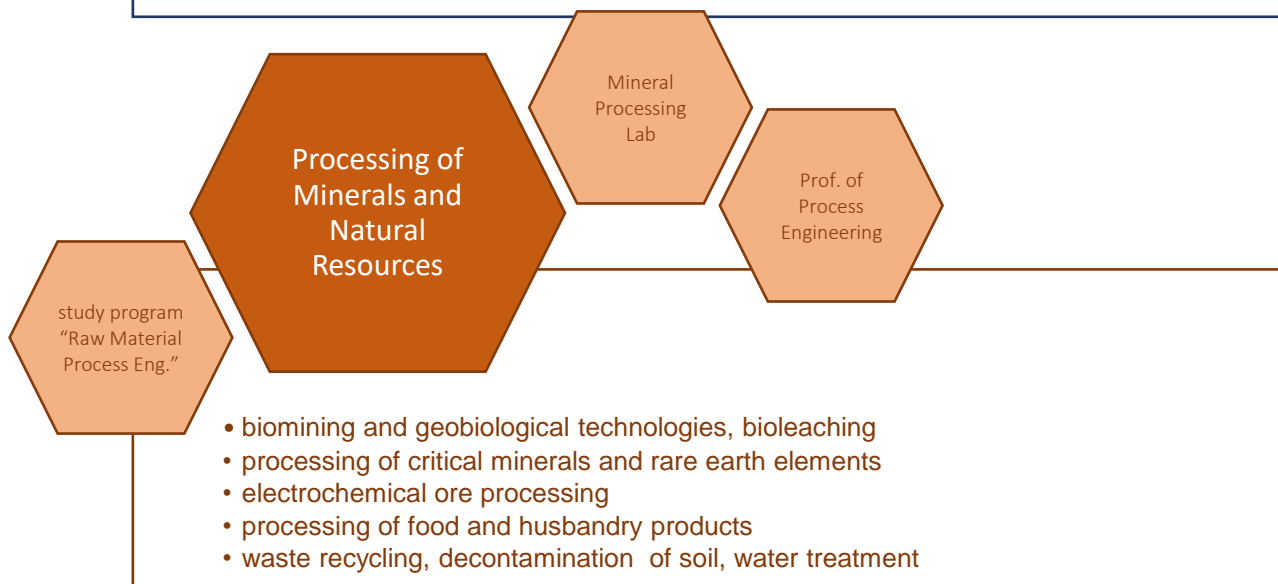 Mineral
Processing
Lab
Processing of
Minerals and
Natural
Resources
Prof. of
Process
Engineering
study program
“Raw Material
Process Eng.”
• biomining and geobiological technologies, bioleaching
• processing of critical minerals and rare earth elements
• electrochemical ore processing
• processing of food and husbandry products
• waste recycling, decontamination  of soil, water treatment